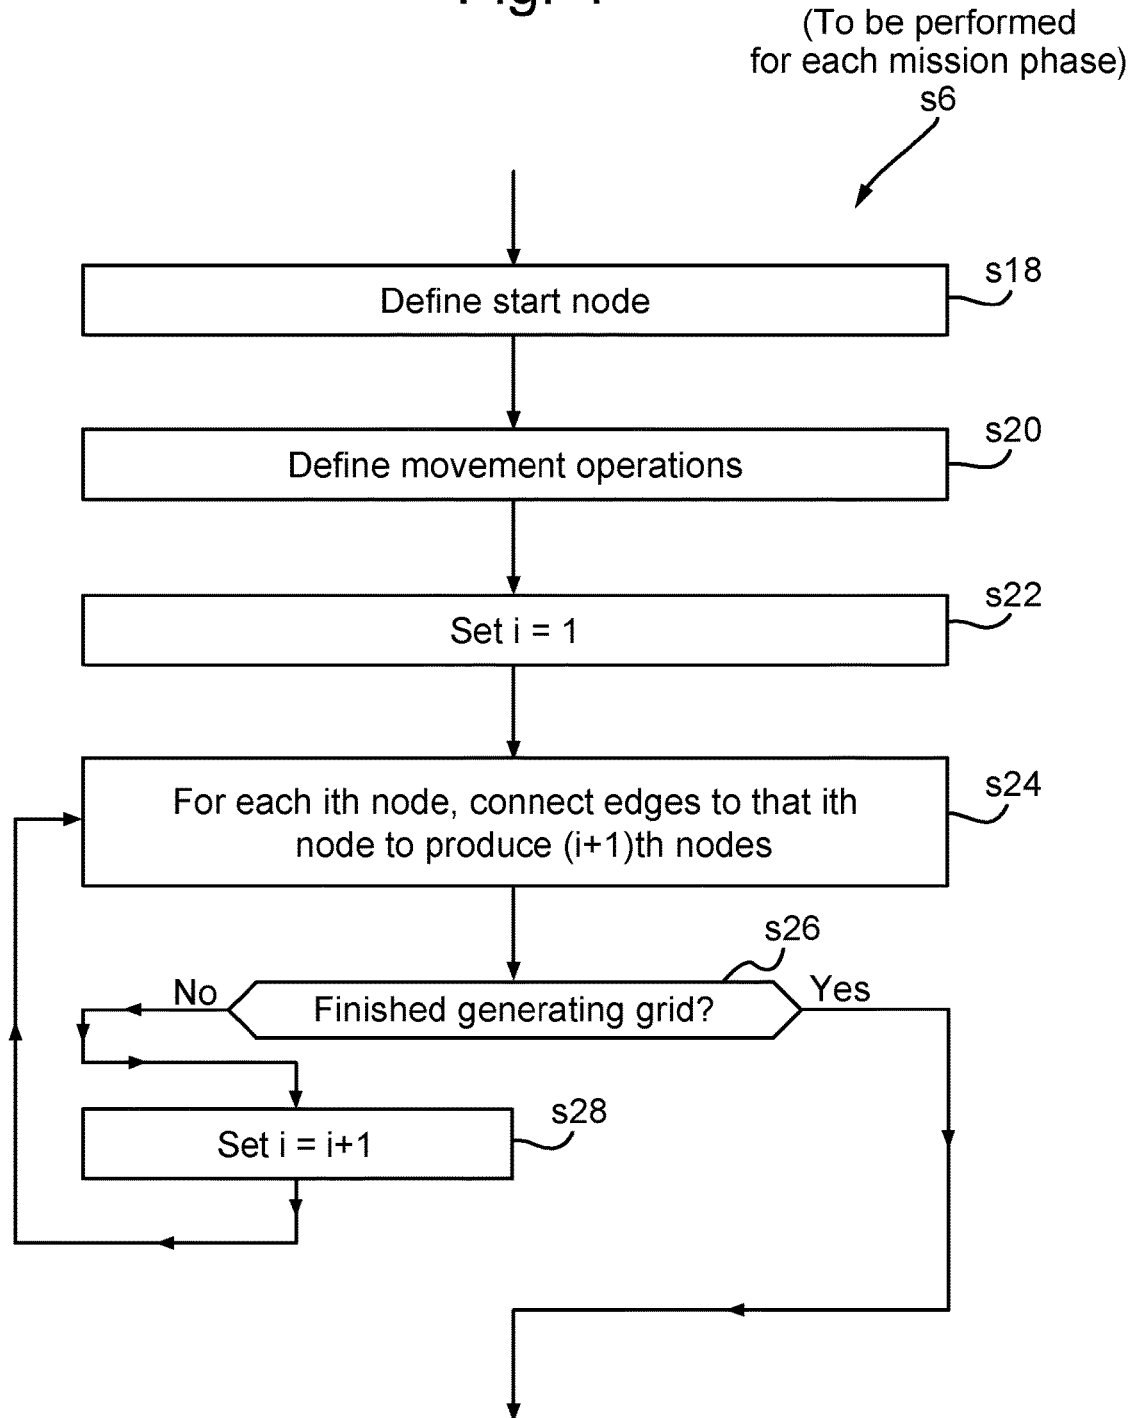 (To be performed
for each mission phase)
s6
Define start node
s18
Define movement operations
s20
Set i = 1
s22
For each ith node, connect edges to that ith
node to produce (i+1)th nodes
s24
s26
No
Finished generating grid?
Yes
Set i = i+1
s28